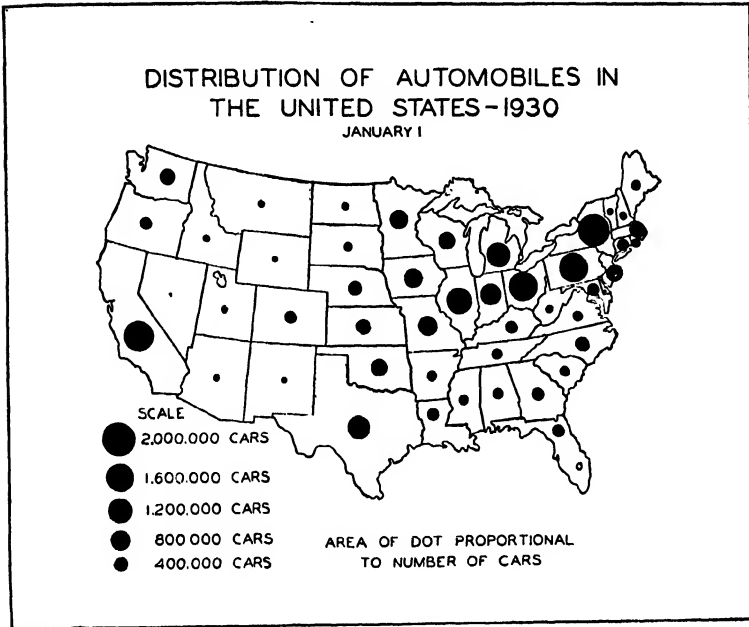 DISTRIBUTION OF AUTOMOBILES IN
THE UNITED STATES-1930
JANUARY 1
SCALE
2.000.000 CARS
1.600.000 CARS
1.200.000 CARS
800.000 CARS
400.000 CARS
AREA OF DOT PROPORTIONAL
TO NUMBER OF CARS